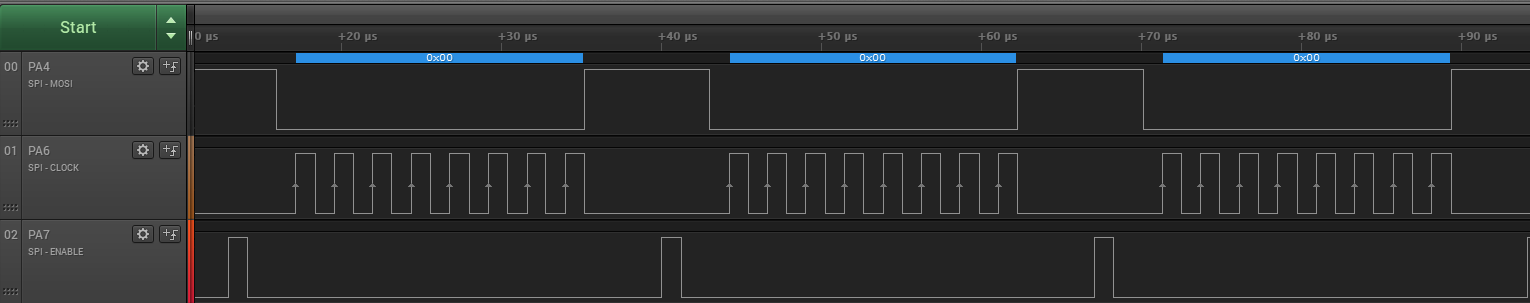 Start
0 µs +20 µs +30 µs +40 µs +50 µs +60 µs +70 µs +80 µs +90 µs
0x00 0x00 0x00
00 PA4
SPI - MOSI
01 PA6
SPI - CLOCK
02 PA7
SPI - ENABLE